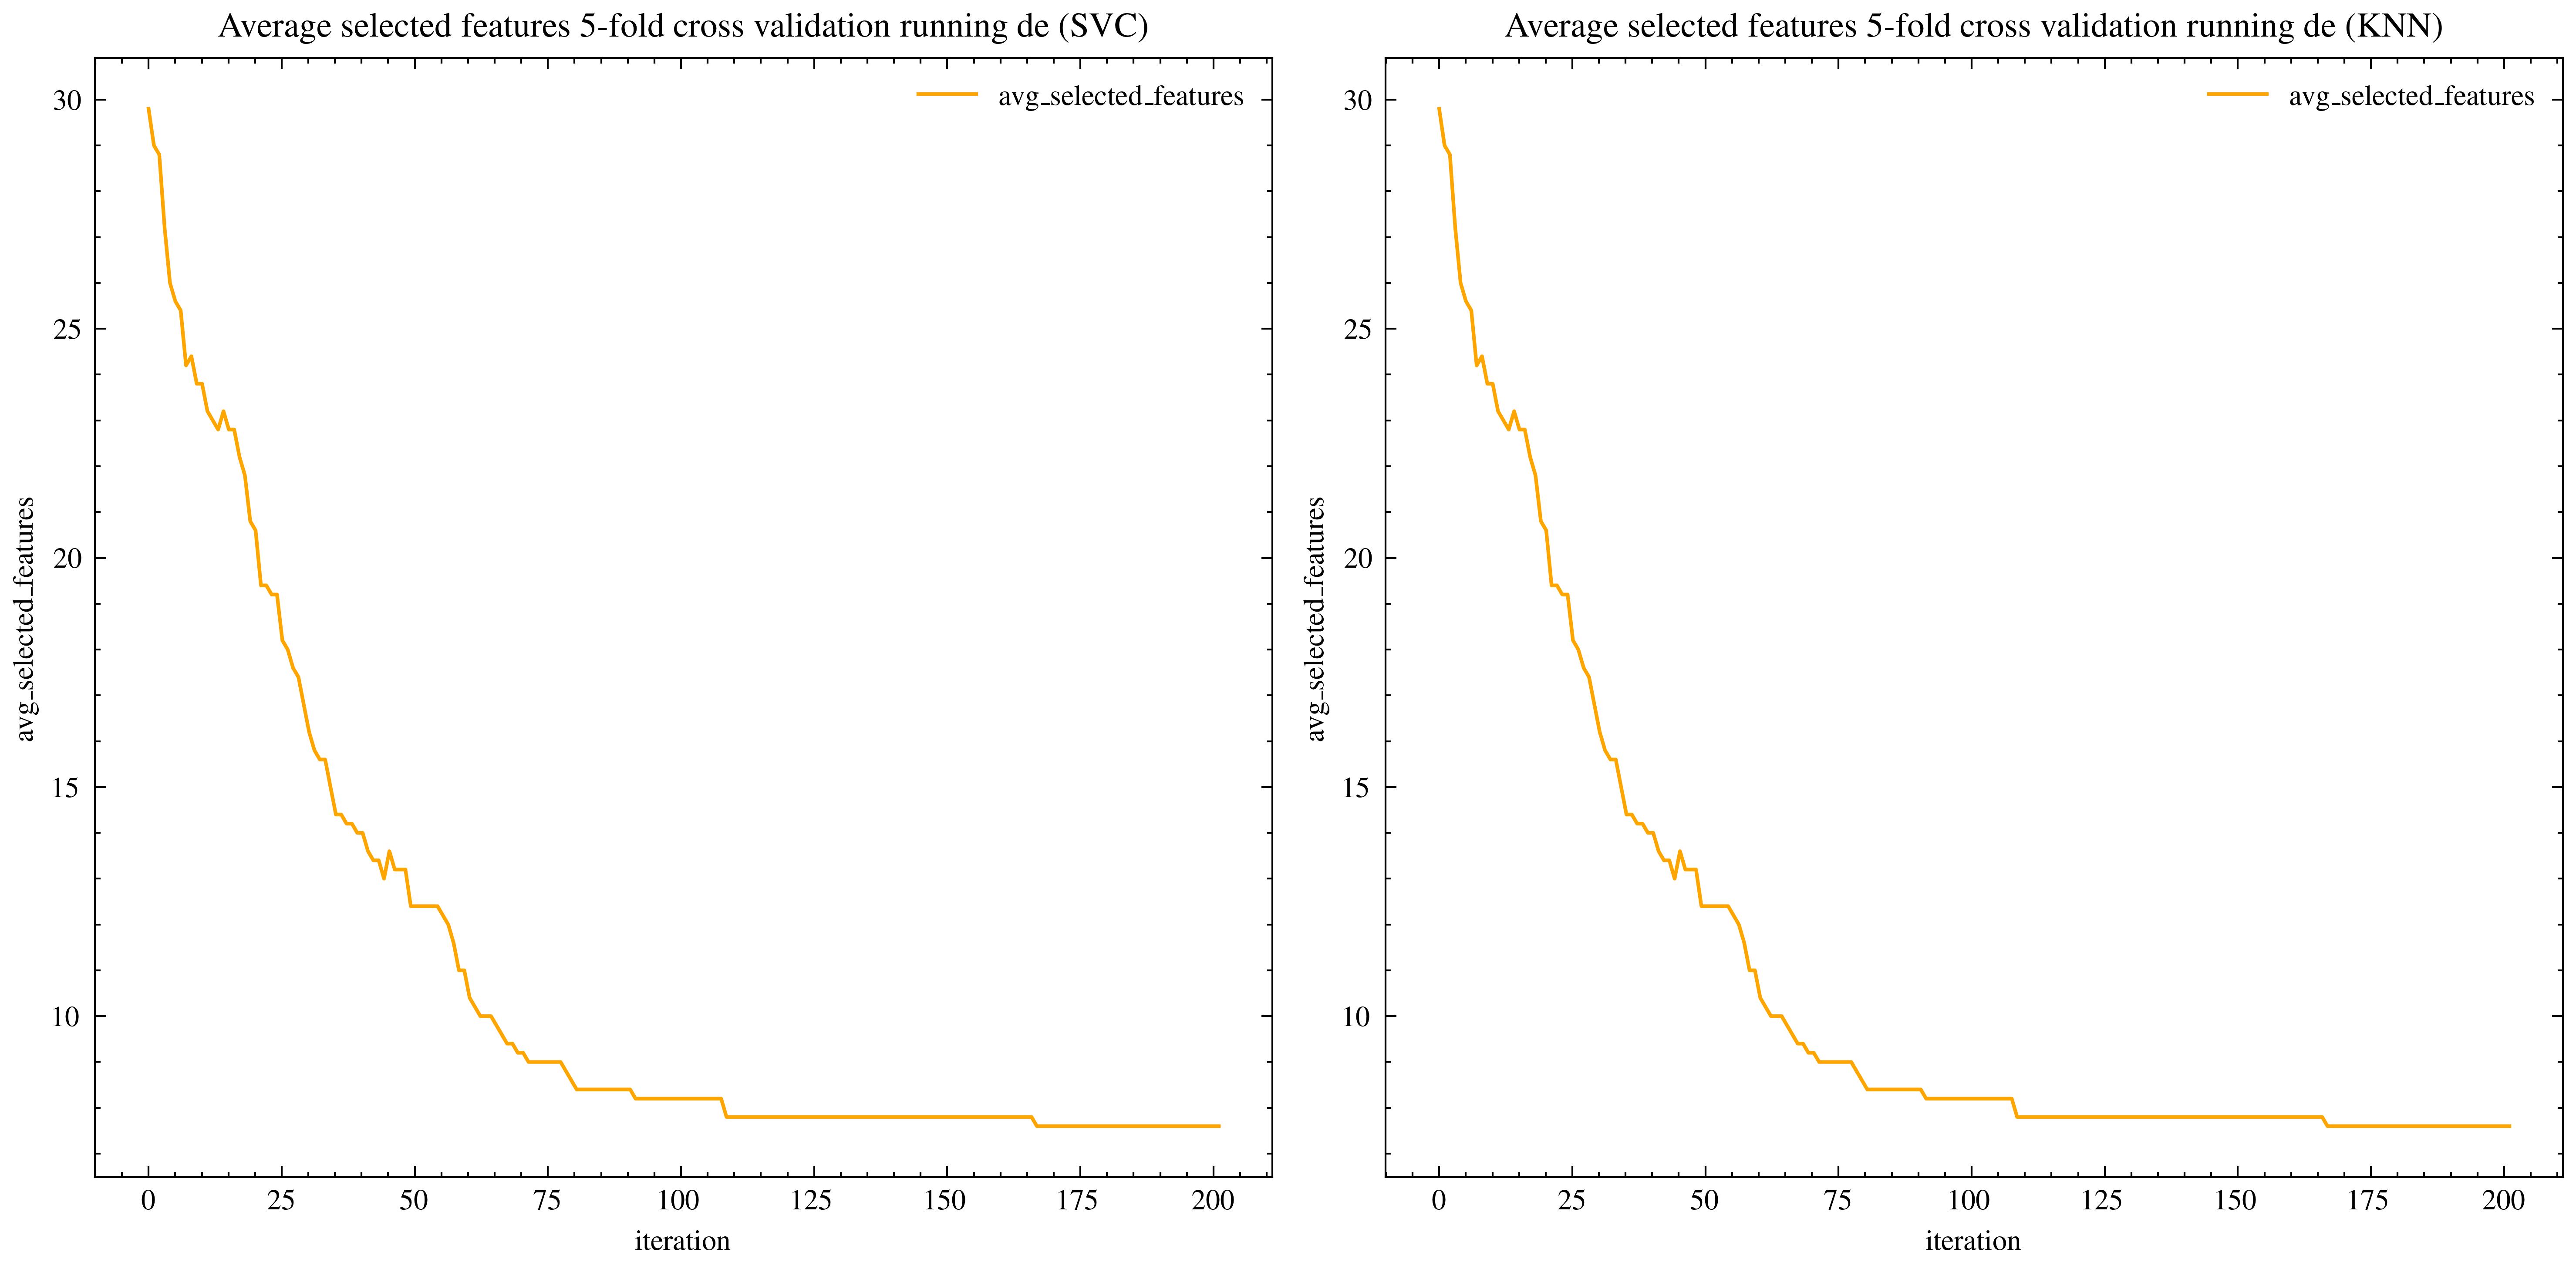 Average selected features 5-fold cross validation running de (SVC)
avg_selected_features
30
25
20
15
10
avg_selected_features
0 25 50 75 100 125 150 175 200
iteration
Average selected features 5-fold cross validation running de (KNN)
avg_selected_features
30
25
20
15
10
avg_selected_features
0 25 50 75 100 125 150 175 200
iteration